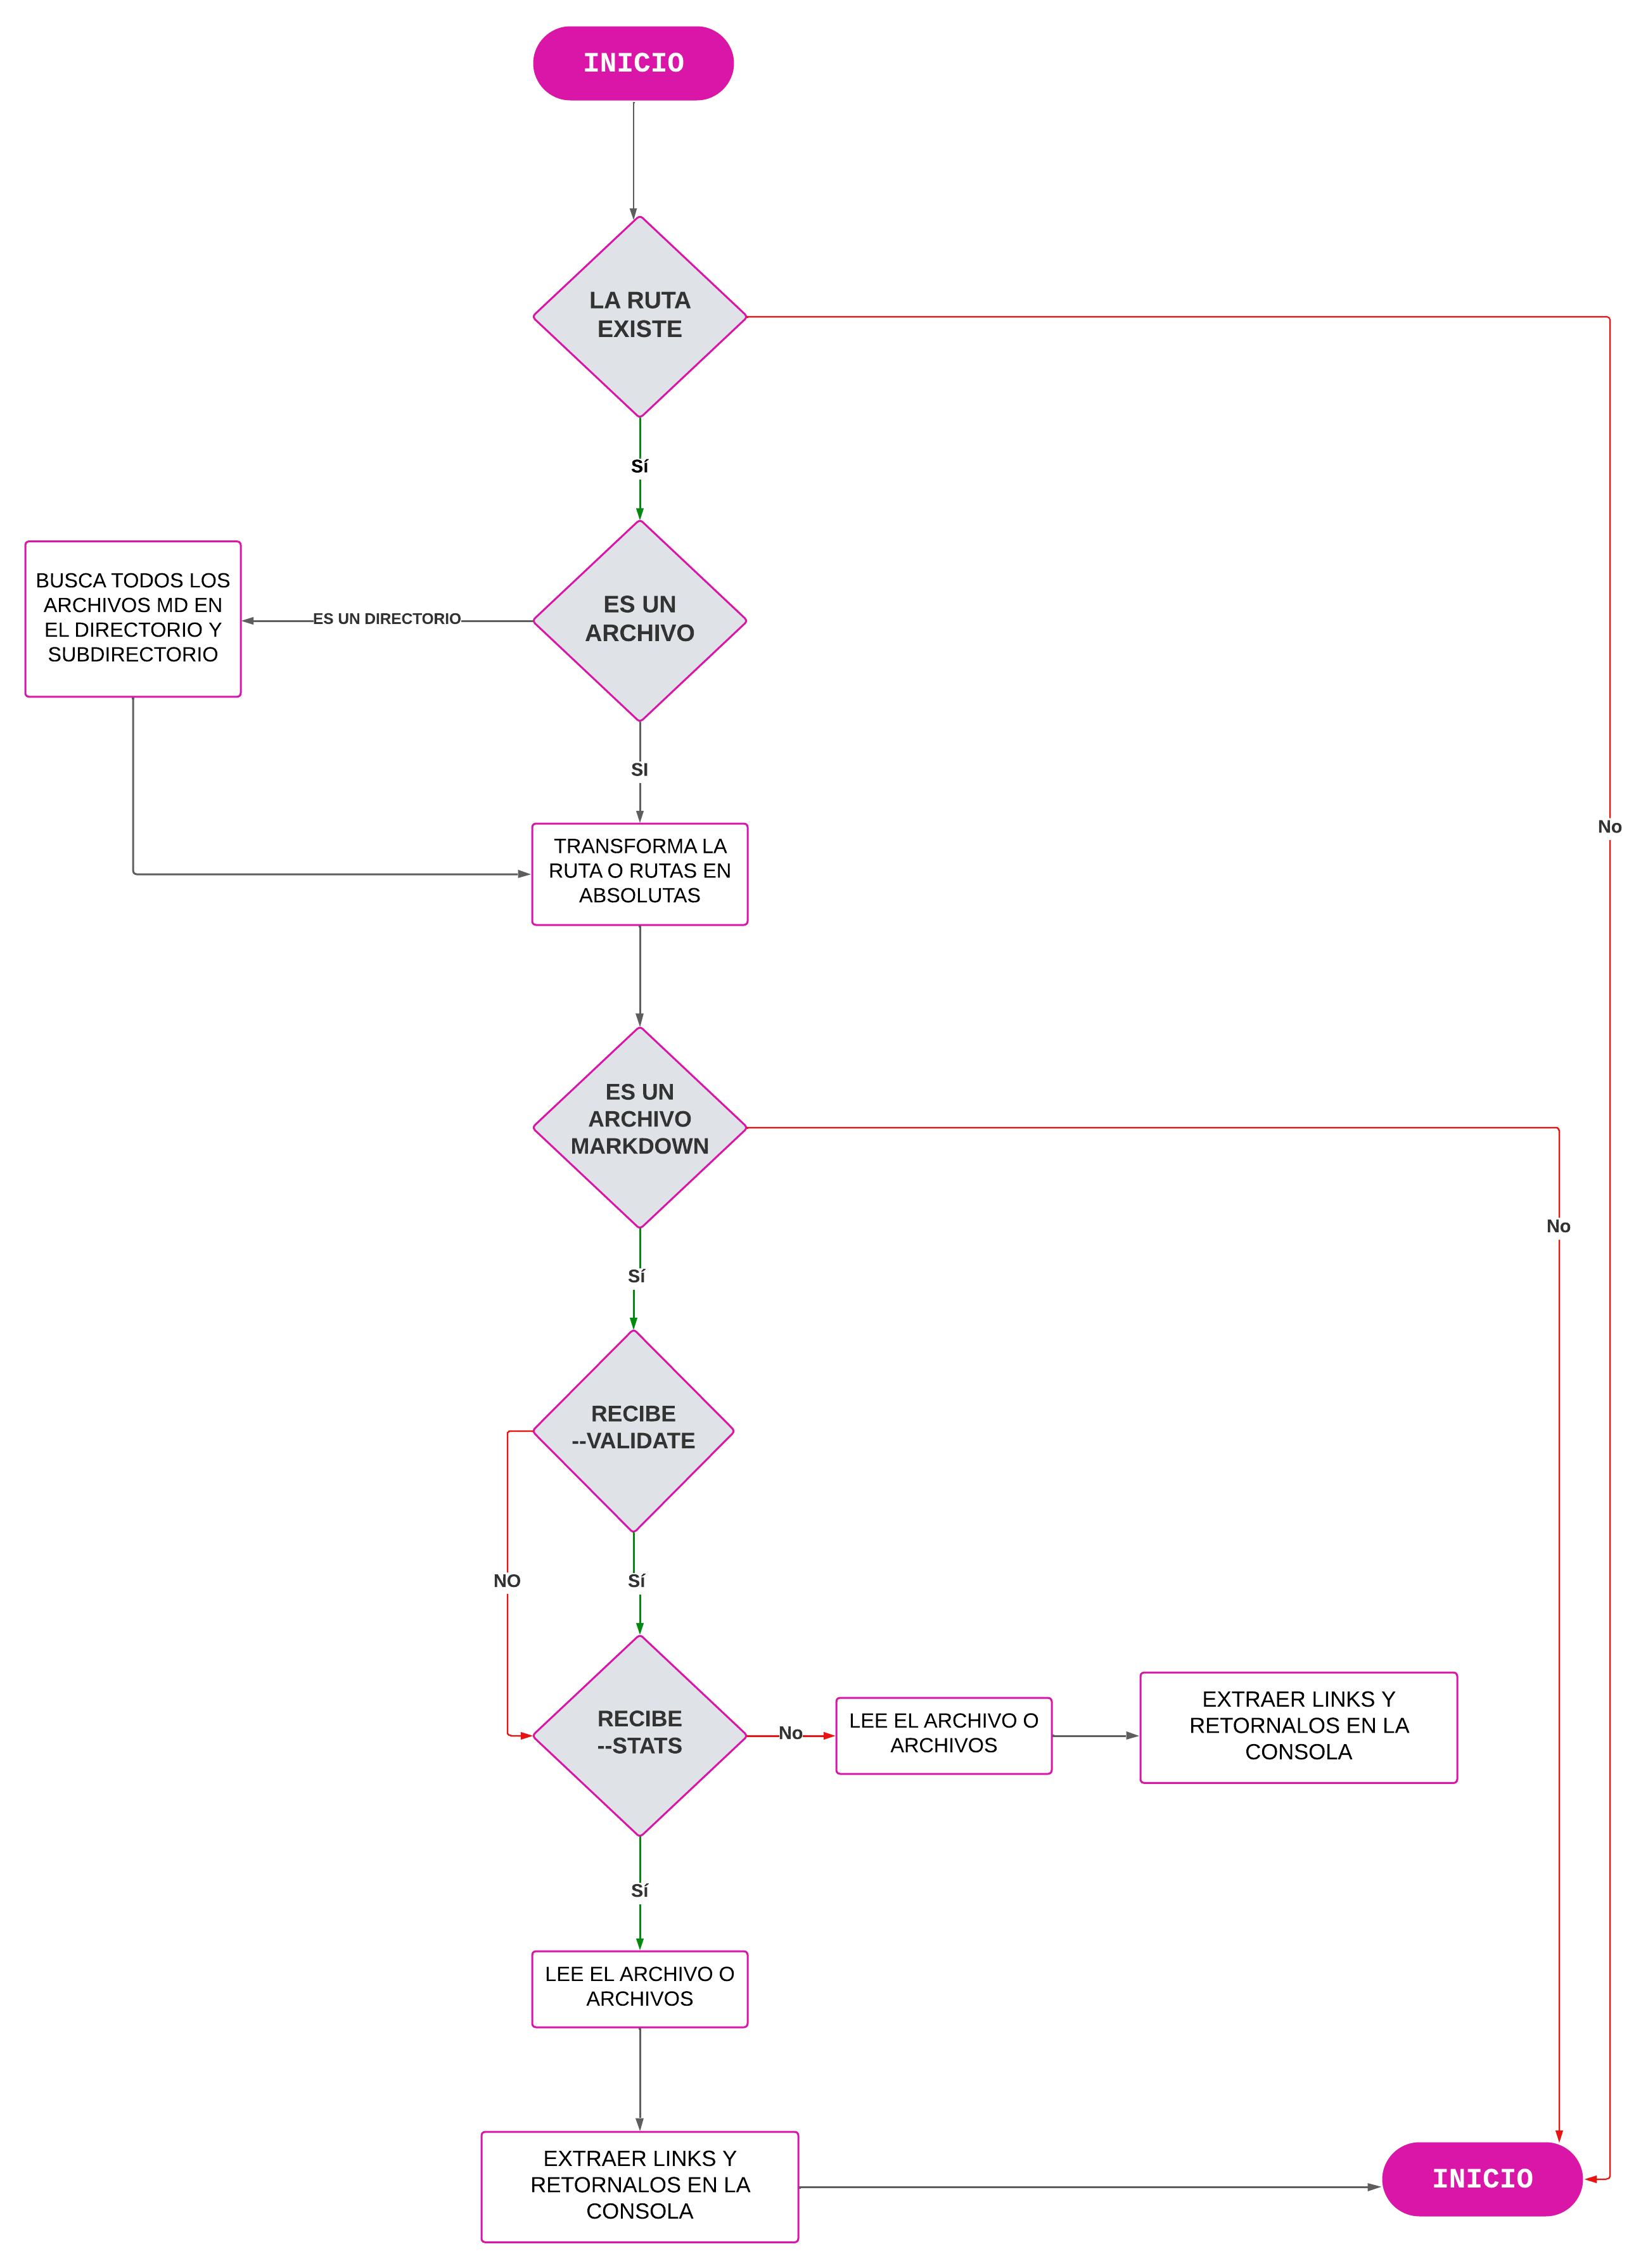 INICIO
LA RUTA
EXISTE
Sí
BUSCA TODOS LOS
ARCHIVOS MD EN
EL DIRECTORIO Y
SUBDIRECTORIO
ES UN DIRECTORIO
ES UN
ARCHIVO
SI
No
TRANSFORMA LA
RUTA O RUTAS EN
ABSOLUTAS
ES UN
ARCHIVO
MARKDOWN
No
Sí
RECIBE
--VALIDATE
NO
Sí
RECIBE
--STATS
No
LEE EL ARCHIVO O
ARCHIVOS
EXTRAER LINKS Y
RETORNALOS EN LA
CONSOLA
Sí
LEE EL ARCHIVO O
ARCHIVOS
EXTRAER LINKS Y
RETORNALOS EN LA
CONSOLA
INICIO